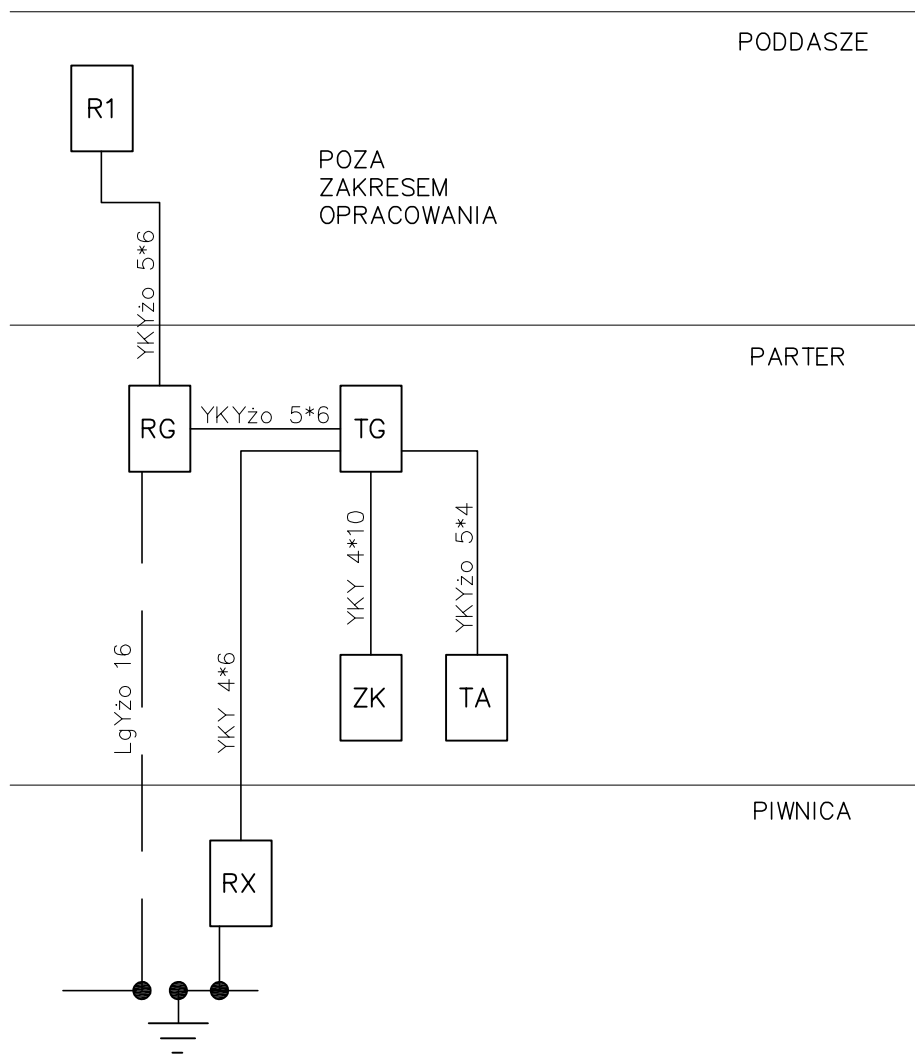 PODDASZE
R1
POZA
ZAKRESEM
OPRACOWANIA
YKYżo 5*6
PARTER
RG
YKYżo 5*6
TG
YKY 4*10
YKYżo 5*4
LgYżo 16
YKY 4*6
ZK
TA
PIWNICA
RX